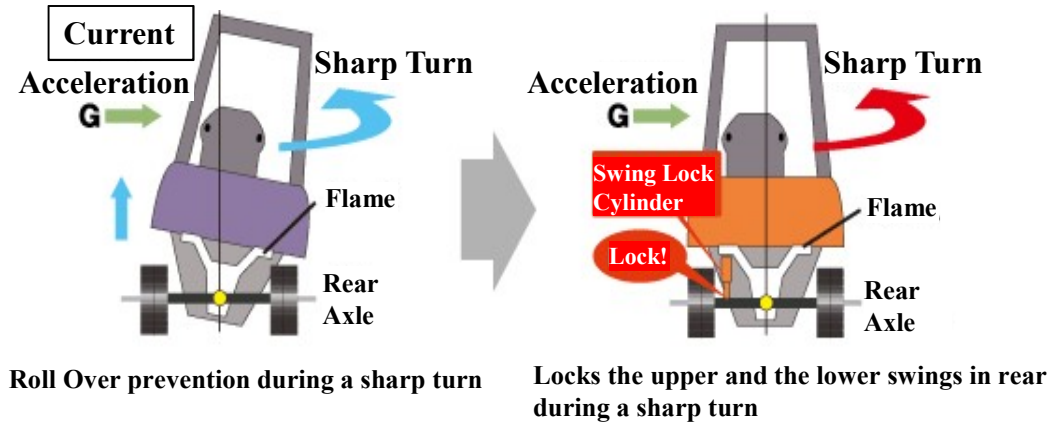 Current
Acceleration
G
Sharp Turn
Flame
Rear
Axle
Roll Over prevention during a sharp turn
Acceleration
G
Sharp Turn
Swing Lock
Cylinder
Lock!
Flame
Rear
Axle
Locks the upper and the lower swings in rear
during a sharp turn